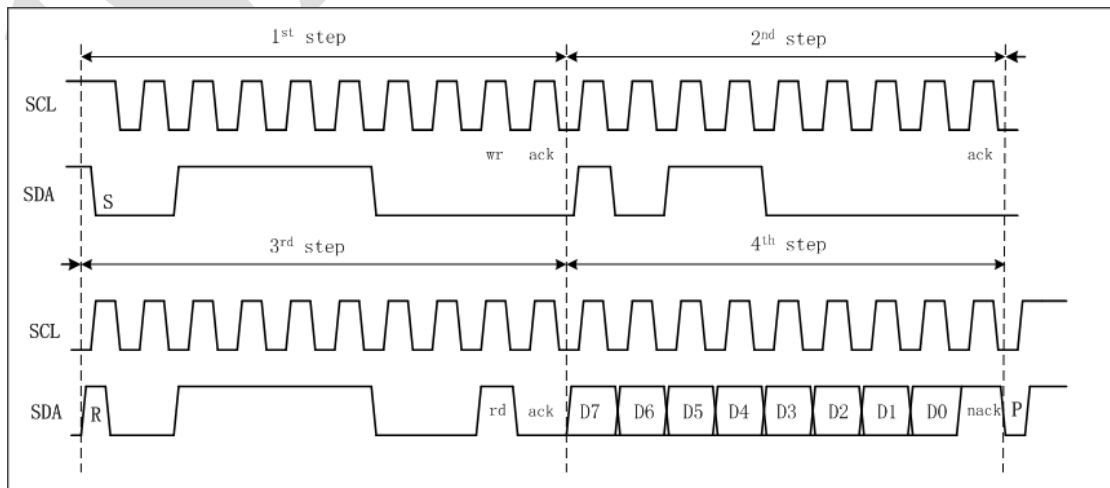 1st step 2nd step
SCL
wr ack ack
SDA S
3rd step 4th step
SCL
SDA R rd ack D7 D6 D5 D4 D3 D2 D1 D0 nack P